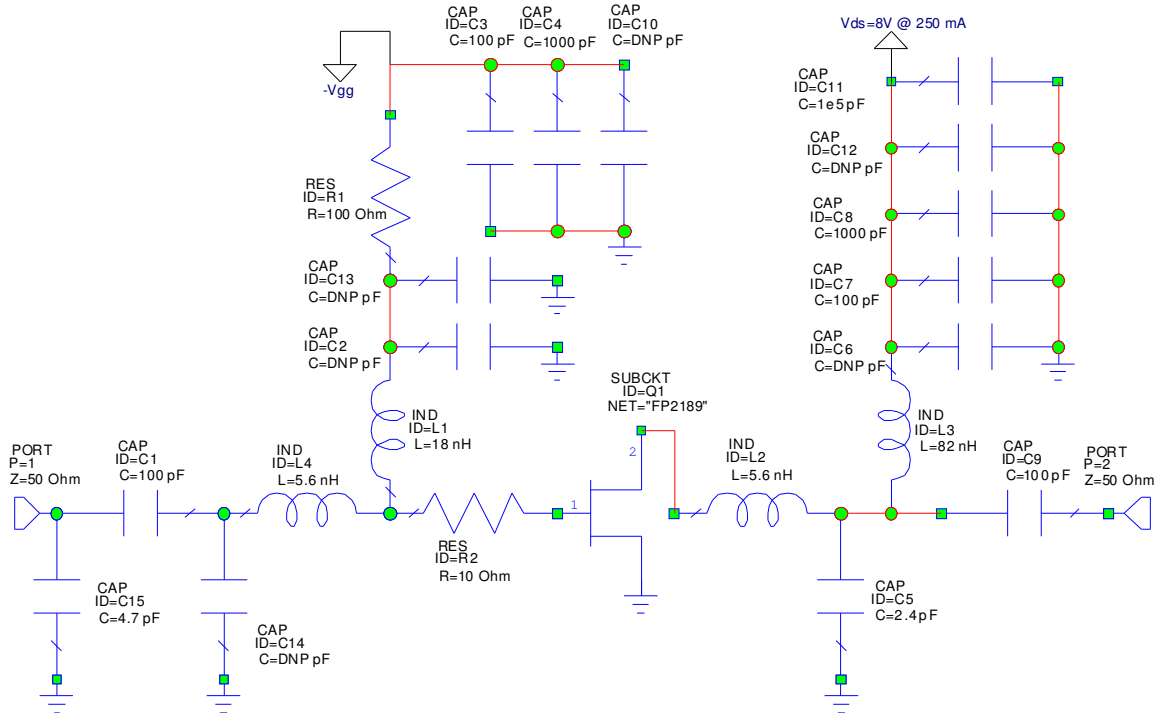 CAP
ID=C3
C=100 pF
CAP
ID=C4
C=1000 pF
CAP
ID=C10
C=DNP pF
Vds=8V @ 250 mA
-Vgg
CAP
ID=C11
C=1e5 pF
CAP
ID=C12
C=DNP pF
RES
ID=R1
R=100 Ohm
CAP
ID=C8
C=1000 pF
CAP
ID=C13
C=DNP pF
CAP
ID=C7
C=100 pF
CAP
ID=C2
C=DNP pF
CAP
ID=C6
C=DNP pF
SUBCKT
ID=Q1
NET="FP2189"
IND
ID=L1
L=18 nH
IND
ID=L3
L=82 nH
PORT
P=1
Z=50 Ohm
CAP
ID=C1
C=100 pF
IND
ID=L4
L=5.6 nH
2
1
IND
ID=L2
L=5.6 nH
CAP
ID=C9
C=100 pF
PORT
P=2
Z=50 Ohm
RES
ID=R2
R=10 Ohm
CAP
ID=C15
C=4.7 pF
CAP
ID=C14
C=DNP pF
CAP
ID=C5
C=2.4 pF